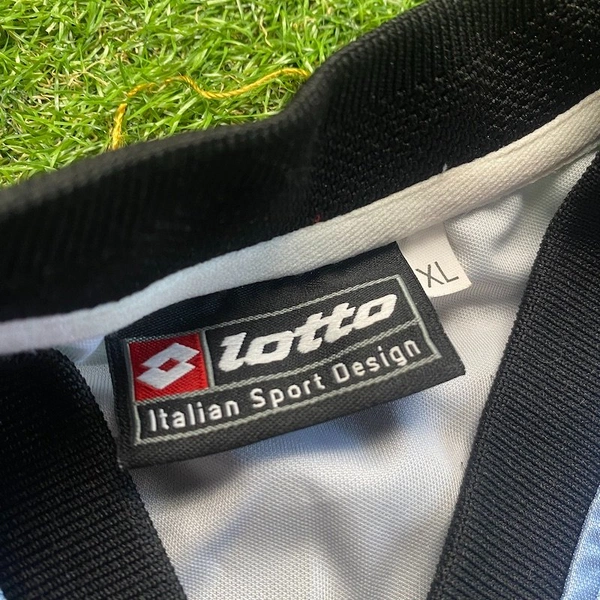 lotto
Italian Sport Design
XL